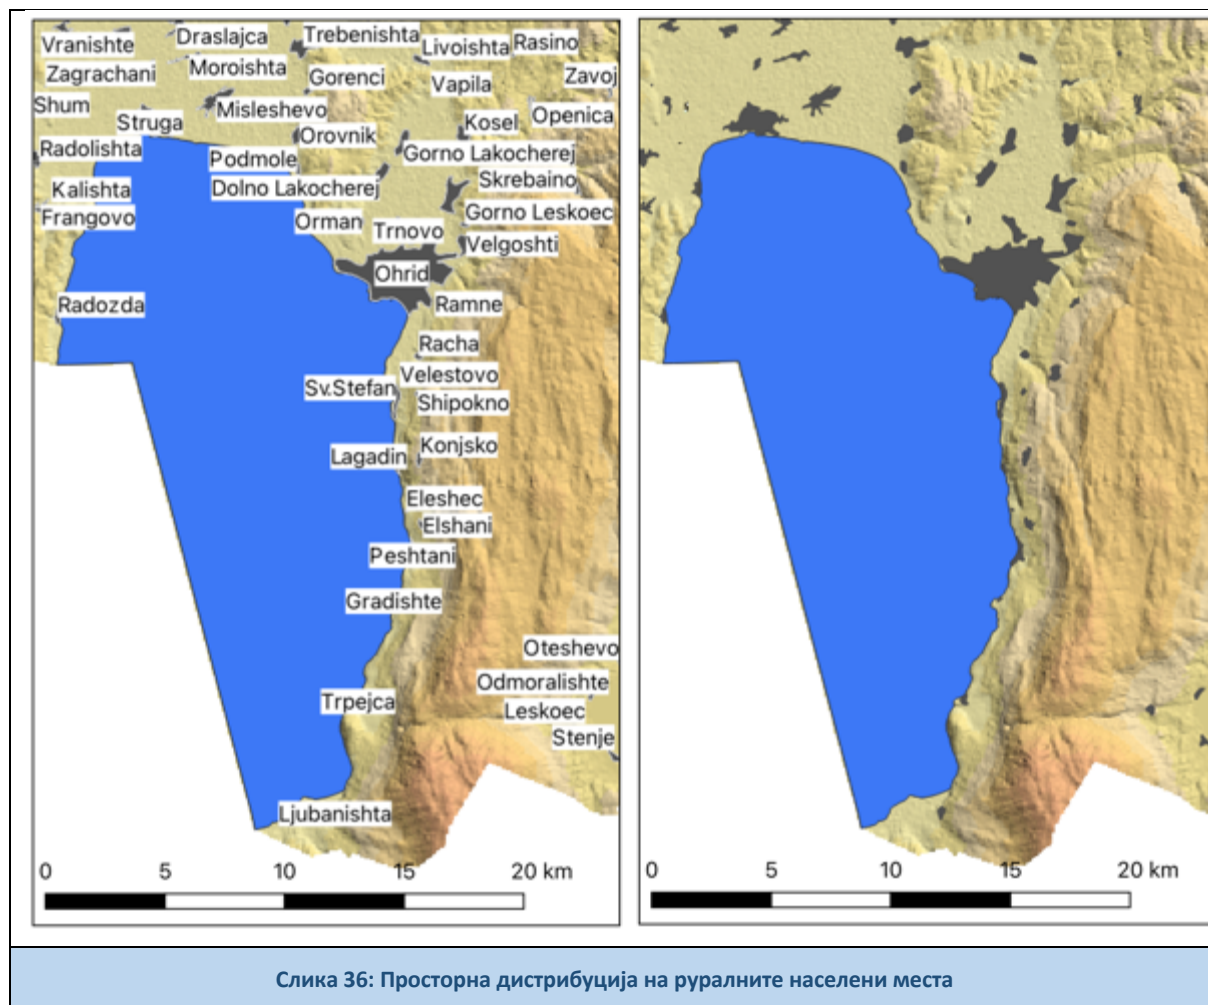 Vranishte
Draslajca
Trebenishta
Livoishta
Rasino
Zagrachani
Moroishta
Gorenci
Vapila
Zavoj
Shum
Misleshevo
Openica
Struga
Orovnik
Kosel
Radolishta
Podmole
Gorno Lakocherej
Kalishta
Dolno Lakocherej
Skrebaino
Frangovo
Orman
Gorno Leskoec
Trnovo
Velgoshti
Ohrid
Radozda
Ramne
Racha
Velestovo
Sv.Stefan
Shipokno
Konjsko
Lagadin
Eleshec
Elshani
Peshtani
Gradishte
Oteshevo
Odmoralishte
Trpejca
Leskoec
Stenje
Ljubanishta
0 5 10 15 20 km
0 5 10 15 20 km
Слика 36: Просторна дистрибуција на руралните населени места